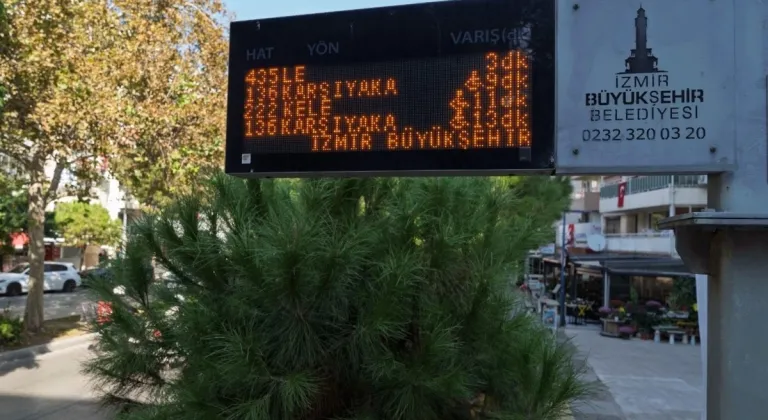 HAT YÖN VARIŞ(dk)
435 LE 3dk
136 KARŞIYAKA 9dk
222 KELE 11dk
136 KARŞIYAKA 13dk
İZMİR BÜYÜKŞEHİR
İZMİR
BÜYÜKŞEHİR
BELEDİYESİ
0232 320 03 20